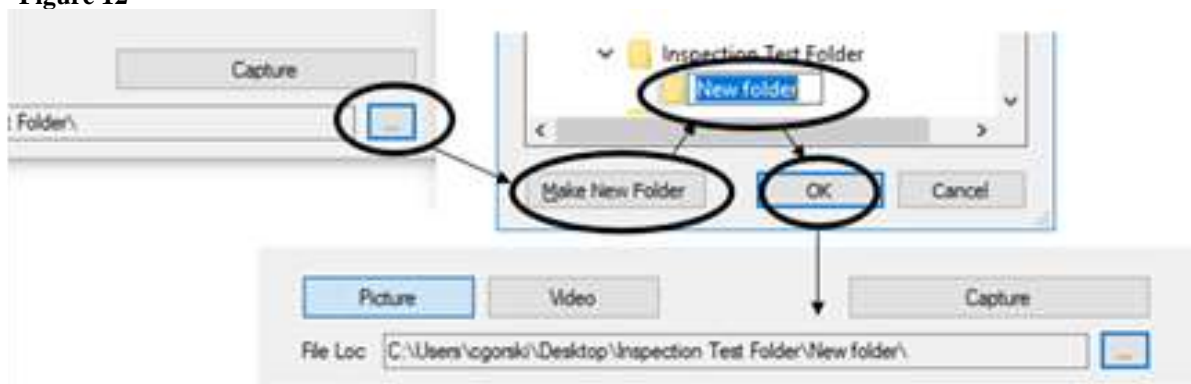 Figure 12
Capture
t Folder\
...
Inspection Test Folder
New folder
Make New Folder
OK
Cancel
Picture
Video
Capture
File Loc
C:\Users\cgorski\Desktop\Inspection Test Folder\New folder\
...